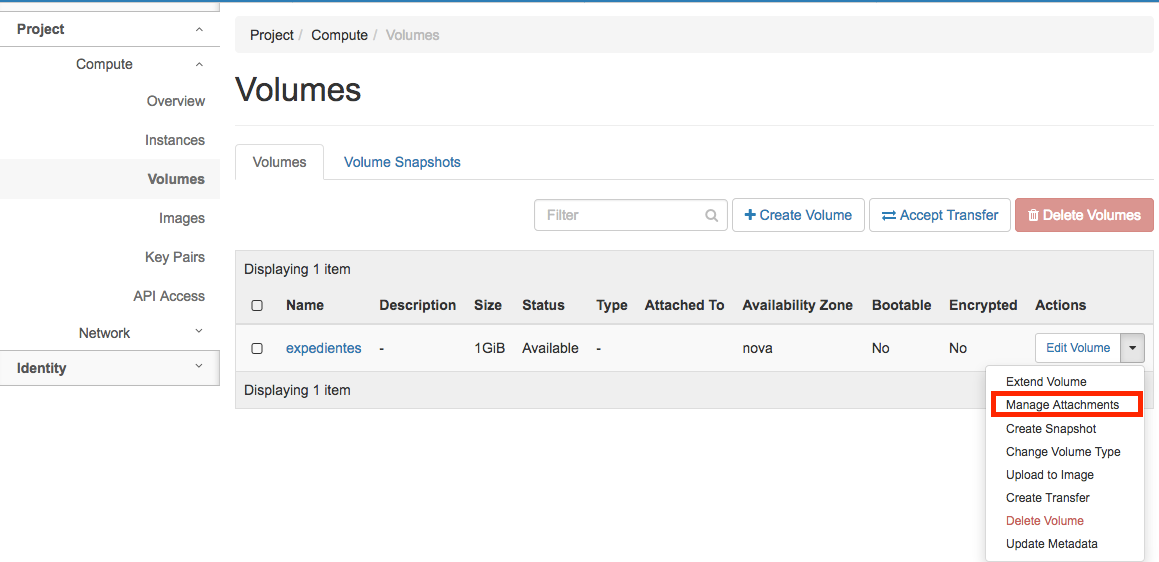 Project
Compute
Overview
Instances
Volumes
Images
Key Pairs
API Access
Network
Identity
Project / Compute / Volumes
Volumes
Volumes Volume Snapshots
Filter Create Volume Accept Transfer Delete Volumes
Displaying 1 item
Name Description Size Status Type Attached To Availability Zone Bootable Encrypted Actions
expedientes - 1GiB Available - nova No No Edit Volume
Displaying 1 item
Extend Volume
Manage Attachments
Create Snapshot
Change Volume Type
Upload to Image
Create Transfer
Delete Volume
Update Metadata